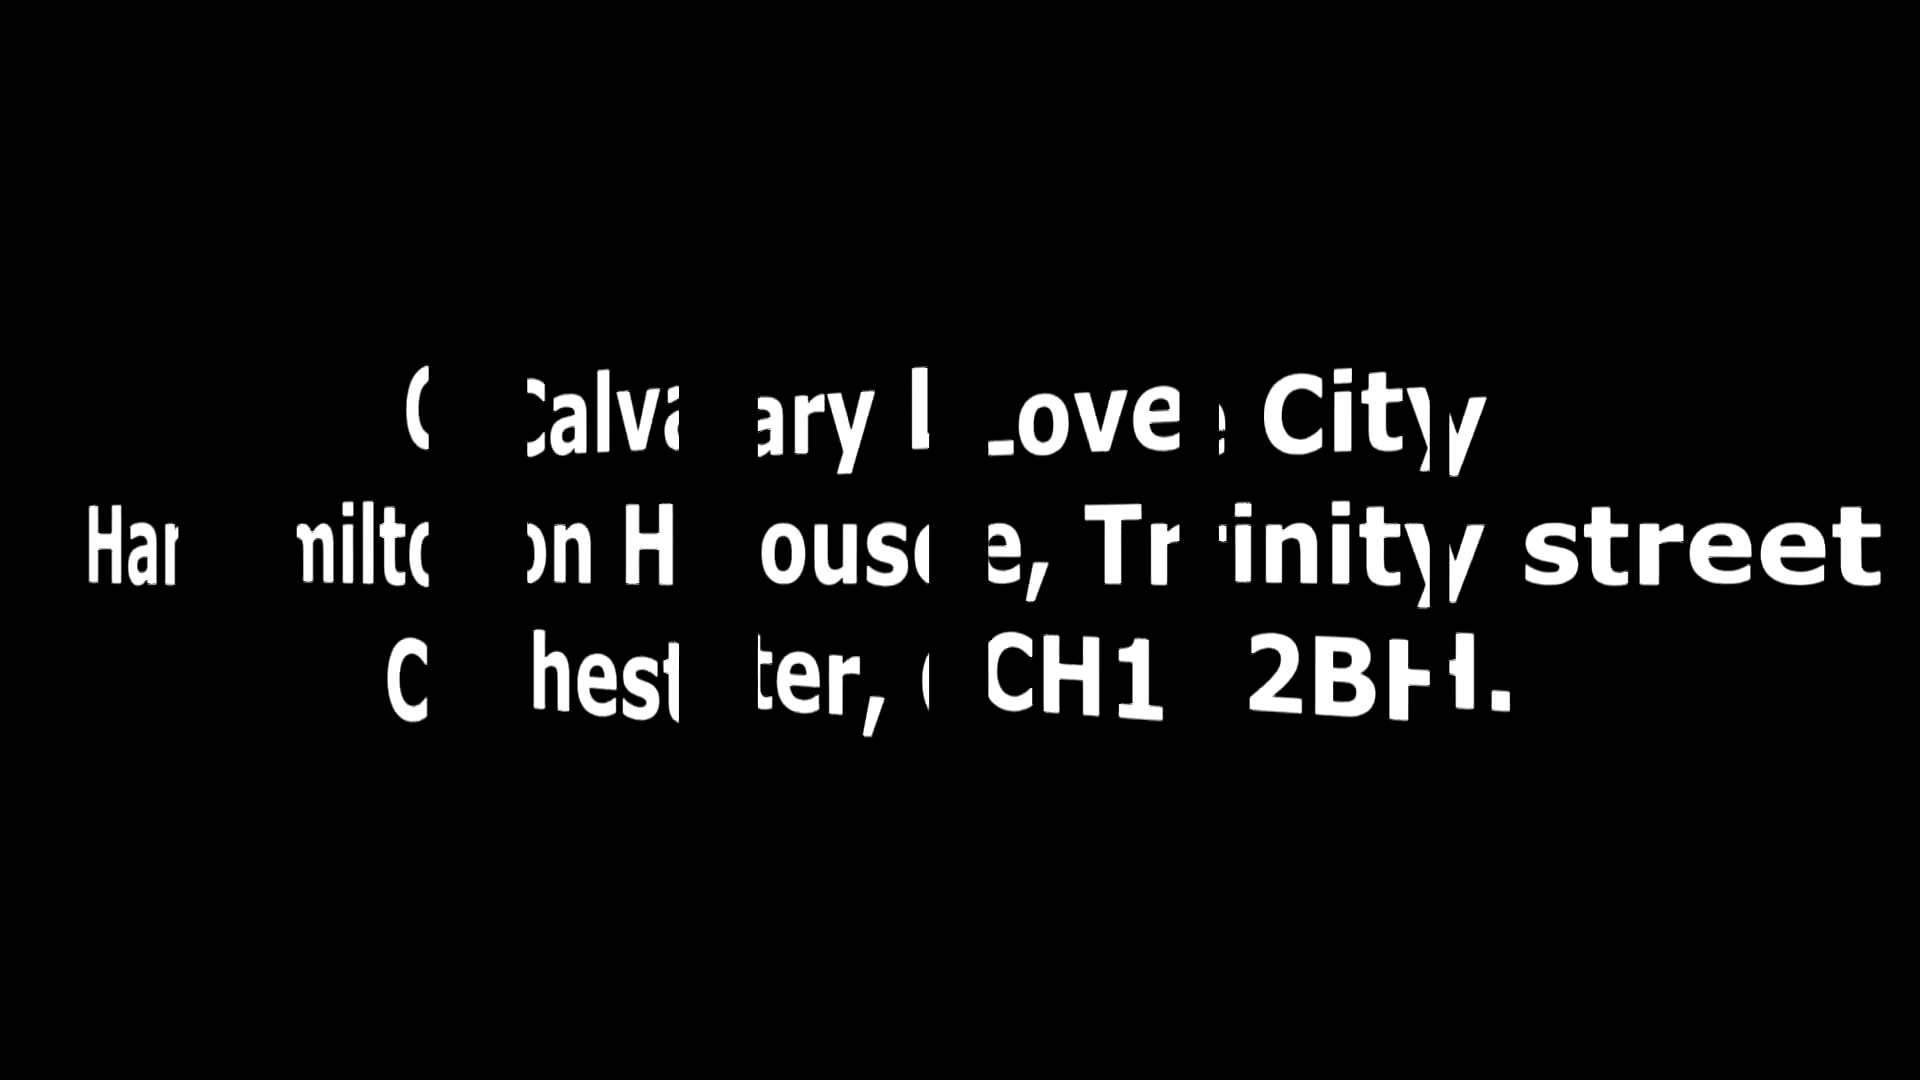 Calvary Love City
Hamilton House, Trinity street
Chester, CH1 2BH.